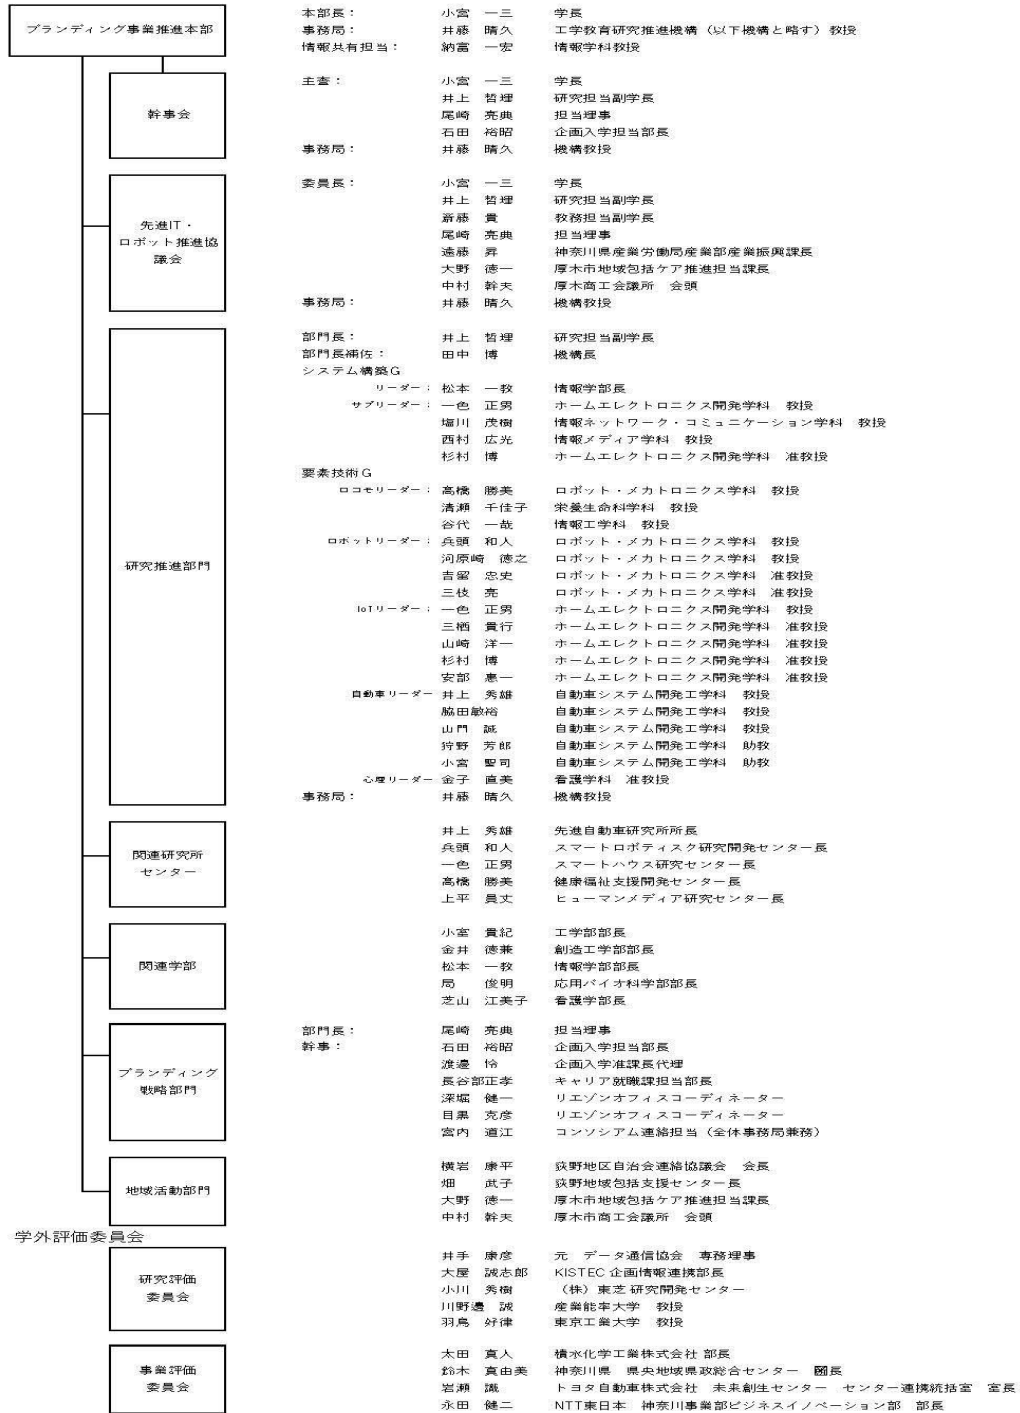 ブランディング事業推進本部
本部長： 小宮 一三 学長
事務局： 井藤 晴久 工学教育研究推進機構（以下機構と略す）教授
情報共有担当： 納富 一宏 情報学科教授
幹事会
主査： 小宮 一三 学長
井上 哲理 研究担当副学長
尾崎 亮典 担当理事
石田 裕昭 企画入学担当部長
事務局： 井藤 晴久 機構教授
先進IT・
ロボット推進協
議会
委員長： 小宮 一三 学長
井上 哲理 研究担当副学長
斎藤 貴 教務担当副学長
尾崎 亮典 担当理事
遠藤 昇 神奈川県産業労働局産業部産業振興課長
大野 徳一 厚木市地域包括ケア推進担当課長
中村 幹夫 厚木商工会議所 会頭
事務局： 井藤 晴久 機構教授
研究推進部門
部門長： 井上 哲理 研究担当副学長
部門長補佐： 田中 博 機構長
システム構築G
リーダー： 松本 一教 情報学部長
サブリーダー： 一色 正男 ホームエレクトロニクス開発学科 教授
塩川 茂樹 情報ネットワーク・コミュニケーション学科 教授
西村 広光 情報メディア学科 教授
杉村 博 ホームエレクトロニクス開発学科 准教授
要素技術G
ロコモリーダー： 高橋 勝美 ロボット・メカトロニクス学科 教授
清瀬 千佳子 栄養生命科学科 教授
谷代 一哉 情報工学科 教授
ロボットリーダー： 兵頭 和人 ロボット・メカトロニクス学科 教授
河原崎 徳之 ロボット・メカトロニクス学科 教授
吉留 忠史 ロボット・メカトロニクス学科 准教授
三枝 亮 ロボット・メカトロニクス学科 准教授
IoTリーダー： 一色 正男 ホームエレクトロニクス開発学科 教授
三栖 貴行 ホームエレクトロニクス開発学科 准教授
山崎 洋一 ホームエレクトロニクス開発学科 准教授
杉村 博 ホームエレクトロニクス開発学科 准教授
安部 惠一 ホームエレクトロニクス開発学科 准教授
自動車リーダー 井上 秀雄 自動車システム開発工学科 教授
脇田敏裕 自動車システム開発工学科 教授
山門 誠 自動車システム開発工学科 教授
狩野 芳郎 自動車システム開発工学科 助教
小宮 聖司 自動車システム開発工学科 助教
心理リーダー 金子 直美 看護学科 准教授
事務局： 井藤 晴久 機構教授
関連研究所
センター
井上 秀雄 先進自動車研究所所長
兵頭 和人 スマートロボティスク研究開発センター長
一色 正男 スマートハウス研究センター長
高橋 勝美 健康福祉支援開発センター長
上平 員丈 ヒューマンメディア研究センター長
関連学部
小室 貴紀 工学部部長
金井 徳兼 創造工学部部長
松本 一教 情報学部部長
局 俊明 応用バイオ科学部部長
芝山 江美子 看護学部長
ブランディング
戦略部門
部門長： 尾崎 亮典 担当理事
幹事： 石田 裕昭 企画入学担当部長
渡邉 怜 企画入学准課長代理
長谷部正孝 キャリア就職課担当部長
深堀 健一 リエゾンオフィスコーディネーター
目黒 克彦 リエゾンオフィスコーディネーター
宮内 道江 コンソシアム連絡担当（全体事務局兼務）
地域活動部門
横岩 康平 荻野地区自治会連絡協議会 会長
畑 武子 荻野地域包括支援センター長
大野 徳一 厚木市地域包括ケア推進担当課長
中村 幹夫 厚木市商工会議所 会頭
学外評価委員会
研究評価
委員会
井手 康彦 元 データ通信協会 専務理事
大屋 誠志郎 KISTEC 企画情報連携部長
小川 秀樹 （株）東芝 研究開発センター
川野邊 誠 産業能率大学 教授
羽鳥 好律 東京工業大学 教授
事業評価
委員会
太田 真人 積水化学工業株式会社 部長
鈴木 真由美 神奈川県 県央地域県政総合センター 長
岩瀬 識 トヨタ自動車株式会社 未来創生センター センター連携統括室 室長
永田 健二 NTT東日本 神奈川事業部ビジネスイノベーション部 部長